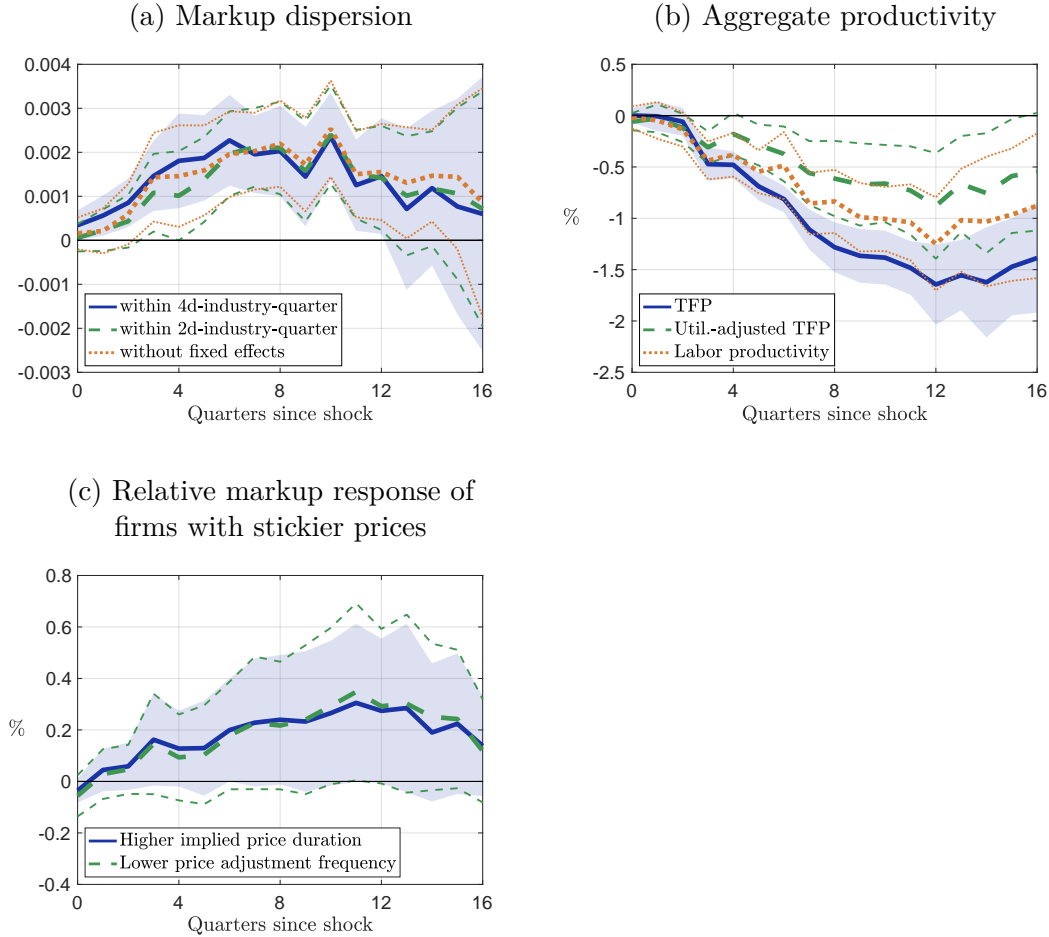 (a) Markup dispersion
0.004
0.003
0.002
0.001
0
-0.001
-0.002
-0.003
within 4d-industry-quarter
within 2d-industry-quarter
without fixed effects
0 4 8 12 16
Quarters since shock
(b) Aggregate productivity
0.5
0
-0.5
-1
-1.5
-2
-2.5
%
TFP
Util.-adjusted TFP
Labor productivity
0 4 8 12 16
Quarters since shock
(c) Relative markup response of
firms with stickier prices
0.8
0.6
0.4
0.2
0
-0.2
-0.4
%
Higher implied price duration
Lower price adjustment frequency
0 4 8 12 16
Quarters since shock